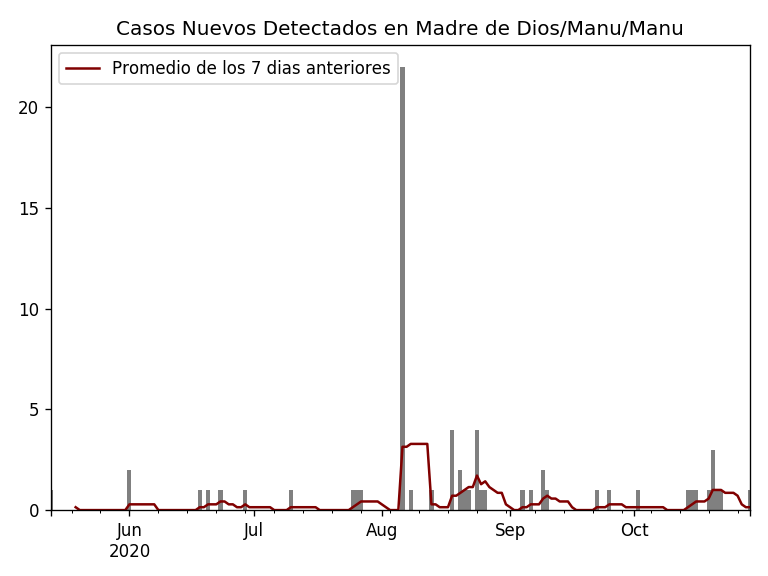 Casos Nuevos Detectados en Madre de Dios/Manu/Manu
Promedio de los 7 dias anteriores
20
15
10
5
0
Jun Jul Aug Sep Oct
2020